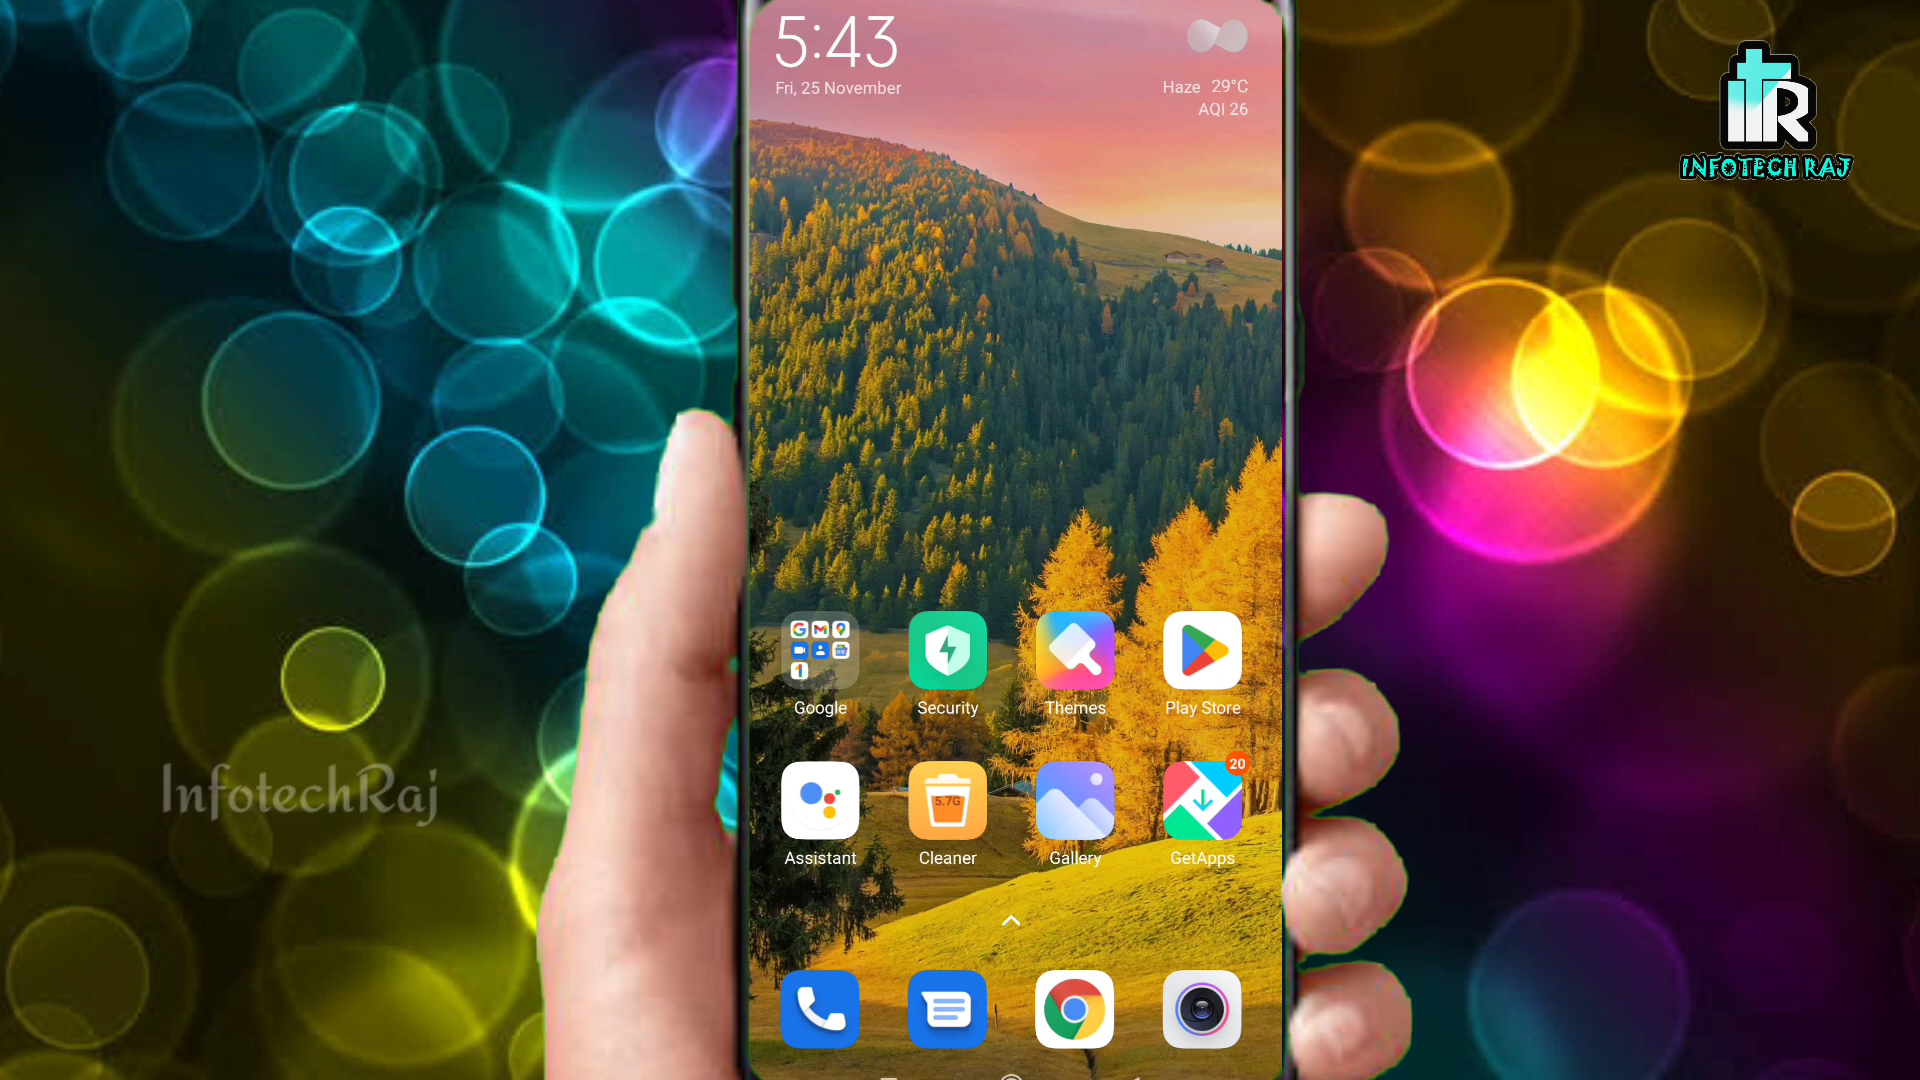 5:43
Fri, 25 November
Haze 29°C
AQI 26
INFOTECH RAJ
Google
Security
Themes
Play Store
InfotechRaj
5.7G
20
Assistant
Cleaner
Gallery
GetApps